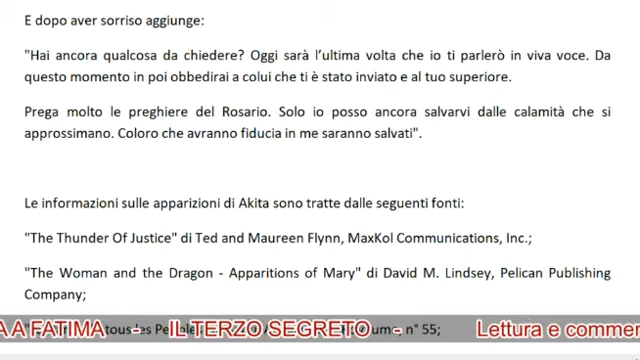 E dopo aver sorriso aggiunge:
"Hai ancora qualcosa da chiedere? Oggi sarà l'ultima volta che io ti parlerò in viva voce. Da
questo momento in poi obbedirai a colui che ti è stato inviato e al tuo superiore.
Prega molto le preghiere del Rosario. Solo io posso ancora salvarvi dalle calamità che si
approssimano. Coloro che avranno fiducia in me saranno salvati".
Le informazioni sulle apparizioni di Akita sono tratte dalle seguenti fonti:
"The Thunder Of Justice" di Ted and Maureen Flynn, MaxKol Communications, Inc.;
"The Woman and the Dragon - Apparitions of Mary" di David M. Lindsey, Pelican Publishing
Company;
tous les n° 55;
A FATIMA - IL TERZO SEGRETO - Lettura e